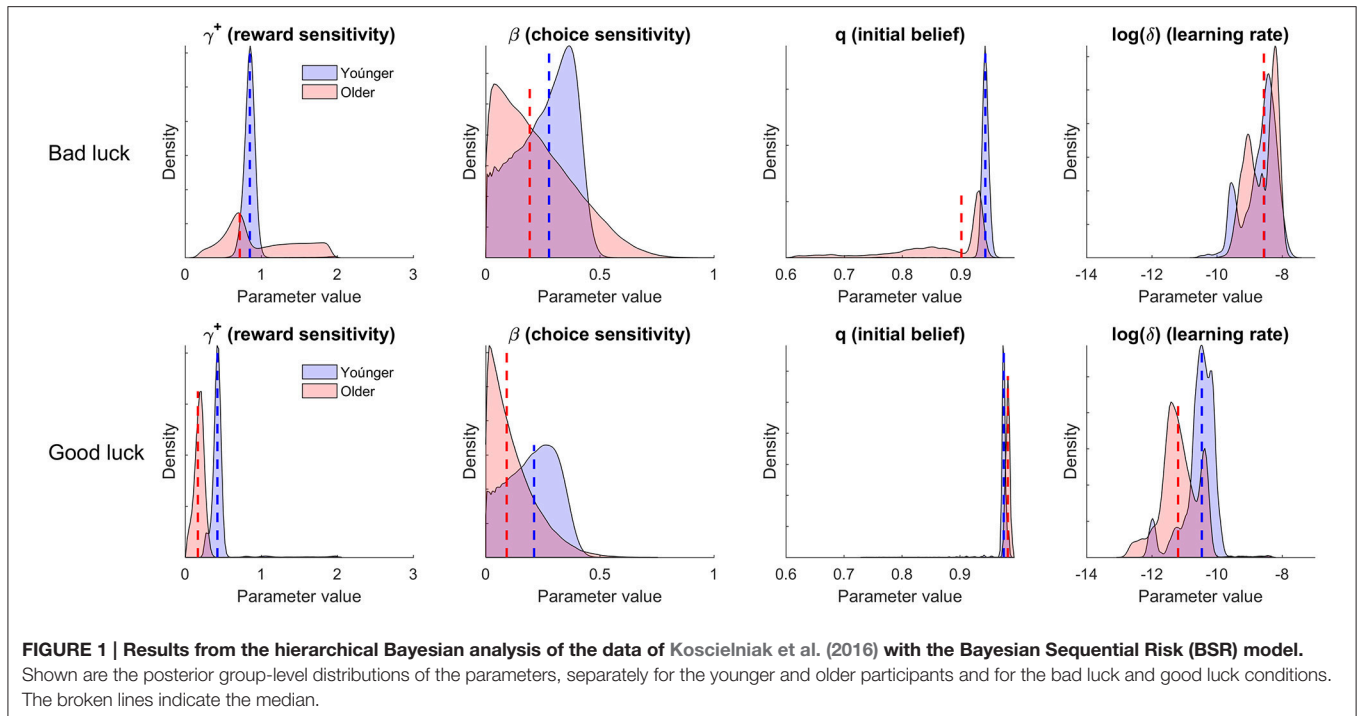 γ+ (reward sensitivity)
β (choice sensitivity)
q (initial belief)
log(δ) (learning rate)
Bad luck
Density
Yoúnger
Older
0 1 2 3
Parameter value
Density
0 0.5 1
Parameter value
Density
0.6 0.7 0.8 0.9
Parameter value
Density
-14 -12 -10 -8
Parameter value
γ+ (reward sensitivity)
β (choice sensitivity)
q (initial belief)
log(δ) (learning rate)
Good luck
Density
Yoúnger
Older
0 1 2 3
Parameter value
Density
0 0.5 1
Parameter value
Density
0.6 0.7 0.8 0.9
Parameter value
Density
-14 -12 -10 -8
Parameter value
FIGURE 1 | Results from the hierarchical Bayesian analysis of the data of Koscielniak et al. (2016) with the Bayesian Sequential Risk (BSR) model.
Shown are the posterior group-level distributions of the parameters, separately for the younger and older participants and for the bad luck and good luck conditions.
The broken lines indicate the median.